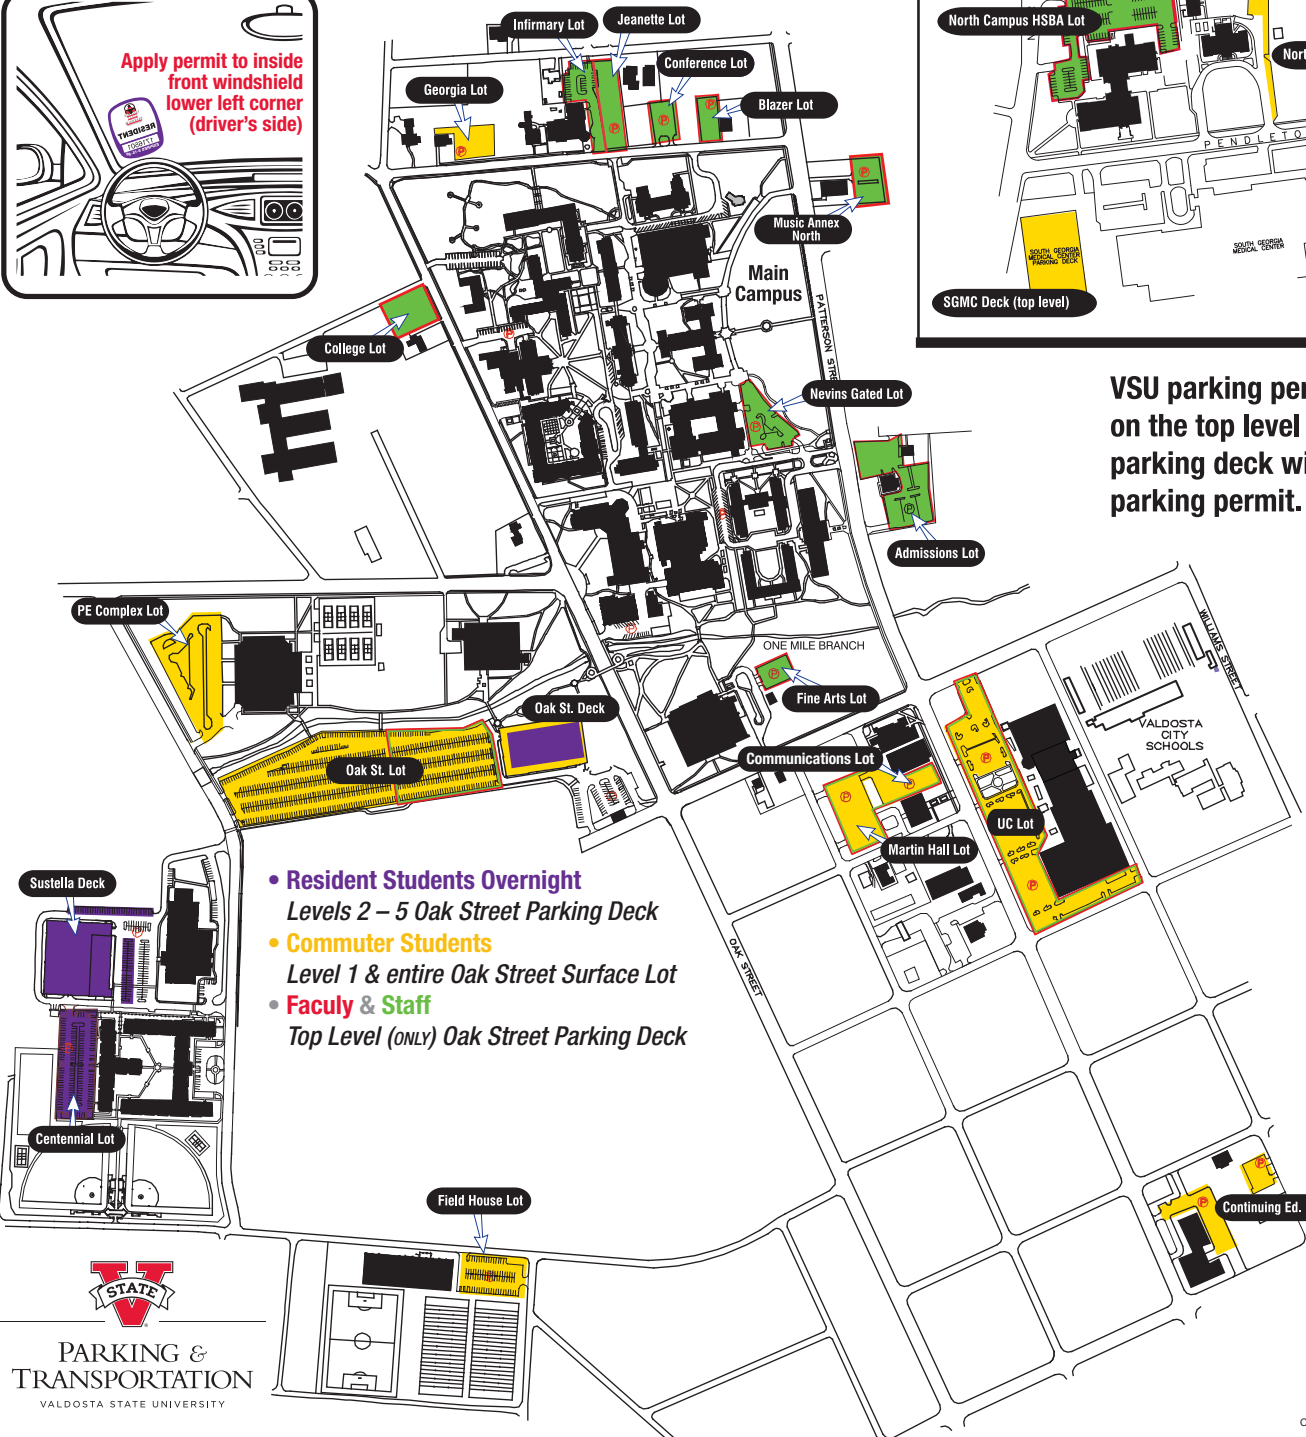 Apply permit to inside
front windshield
lower left corner
(driver's side)
RESIDENT
Infirmary Lot
Jeanette Lot
Conference Lot
Georgia Lot
Blazer Lot
Music Annex
North
Main
Campus
PATTERSON STRE
College Lot
Nevins Gated Lot
Admissions Lot
North Campus HSBA Lot
Nort
PENDLETO
SOUTH GEORGIA
MEDICAL CENTER
PARKING DECK
SOUTH GEORGIA
MEDICAL CENTER
SGMC Deck (top level)
VSU parking per
on the top level
parking deck wi
parking permit.
PE Complex Lot
ONE MILE BRANCH
Fine Arts Lot
Oak St. Deck
Oak St. Lot
Communications Lot
Martin Hall Lot
UC Lot
WILLIAMS STREET
VALDOSTA
CITY
SCHOOLS
OAK STREET
Sustella Deck
Centennial Lot
• Resident Students Overnight
Levels 2 – 5 Oak Street Parking Deck
• Commuter Students
Level 1 & entire Oak Street Surface Lot
• Faculy & Staff
Top Level (ONLY) Oak Street Parking Deck
Field House Lot
Continuing Ed.
V
STATE
PARKING &
TRANSPORTATION
VALDOSTA STATE UNIVERSITY